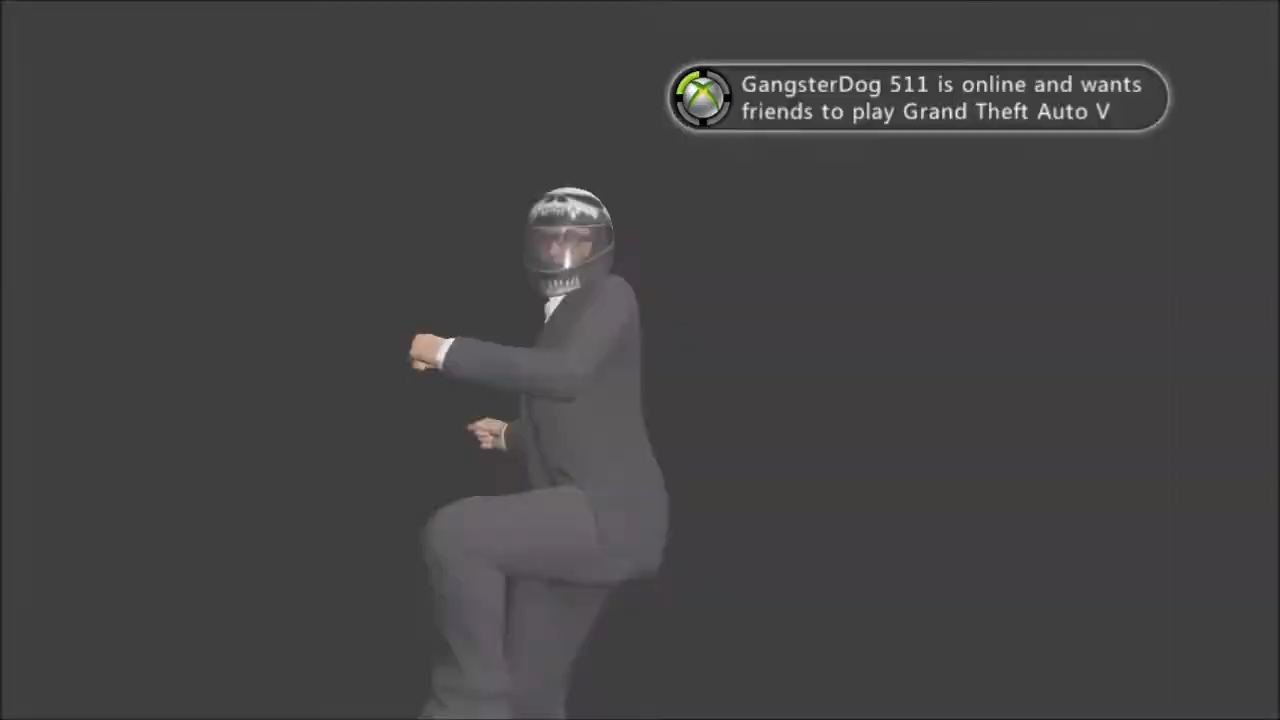 GangsterDog 511 is online and wants
friends to play Grand Theft Auto V